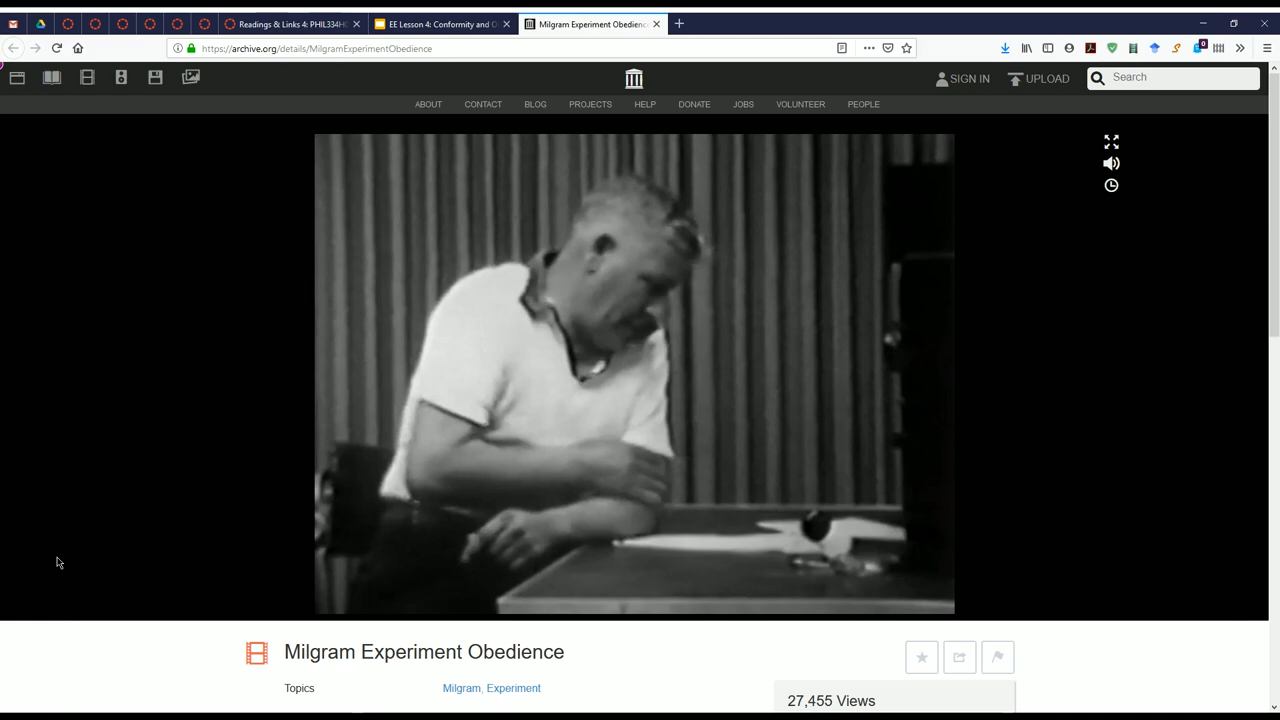 Readings & Links 4: PHIL334H
EE Lesson 4: Conformity and O
Milgram Experiment Obedience
https://archive.org/details/MilgramExperimentObedience
0
SIGN IN
UPLOAD
Search
ABOUT
CONTACT
BLOG
PROJECTS
HELP
DONATE
JOBS
VOLUNTEER
PEOPLE
Milgram Experiment Obedience
Topics
Milgram, Experiment
27,455 Views